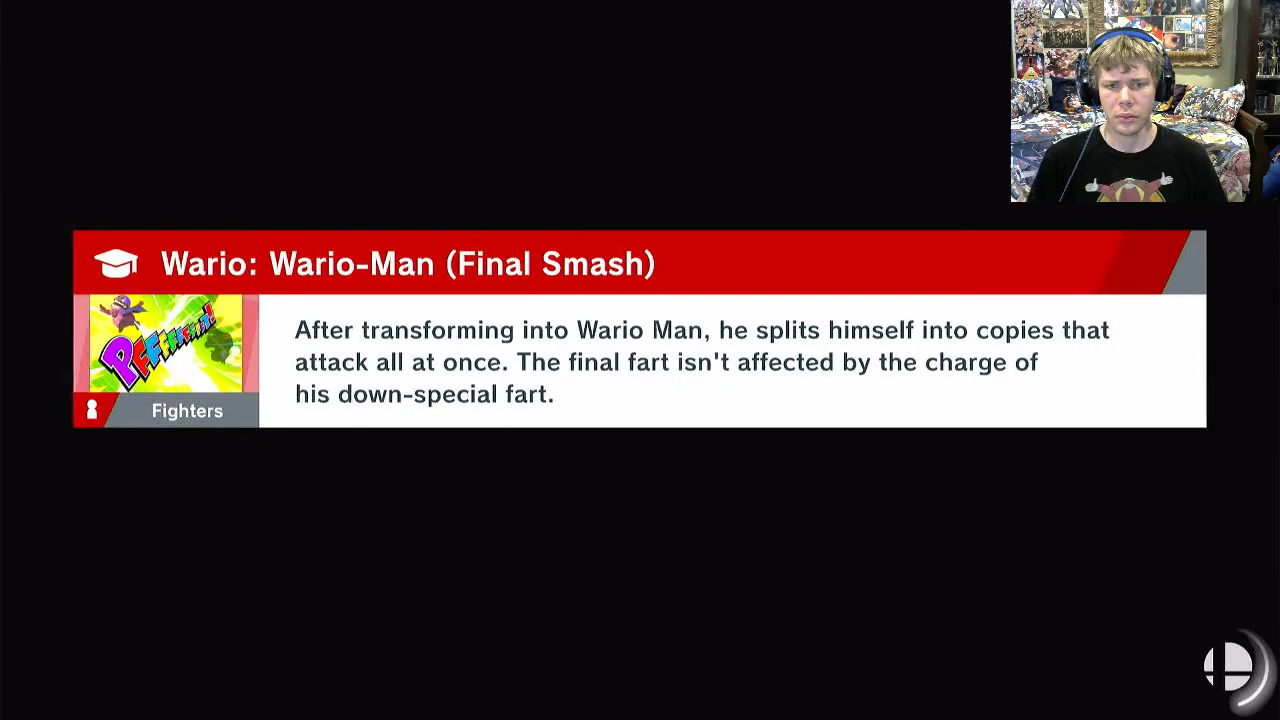 Wario: Wario-Man (Final Smash)
PFFFFFFFFT!
After transforming into Wario Man, he splits himself into copies that
attack all at once. The final fart isn't affected by the charge of
his down-special fart.
Fighters